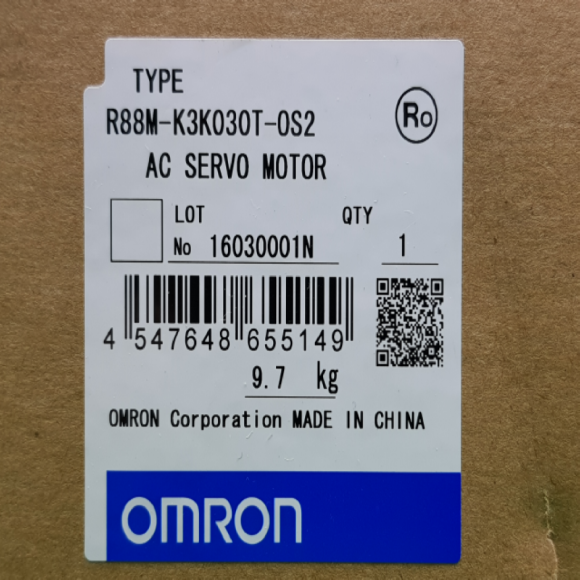 TYPE
R88M-K3K030T-0S2
Ro
AC SERVO MOTOR
LOT QTY
No 16030001N 1
4 547648 655149
9.7 kg
OMRON Corporation MADE IN CHINA
OMRON